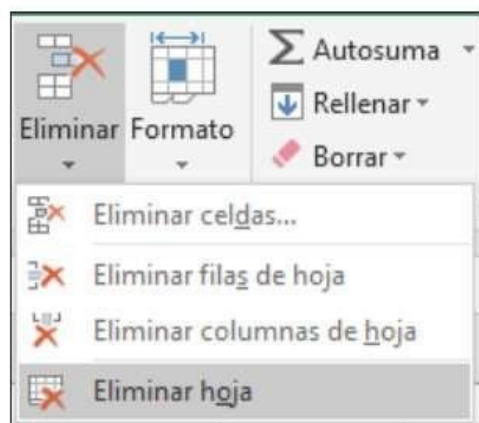 Autosuma
Rellenar
Eliminar Formato
Borrar
Eliminar celdas...
Eliminar filas de hoja
Eliminar columnas de hoja
Eliminar hoja